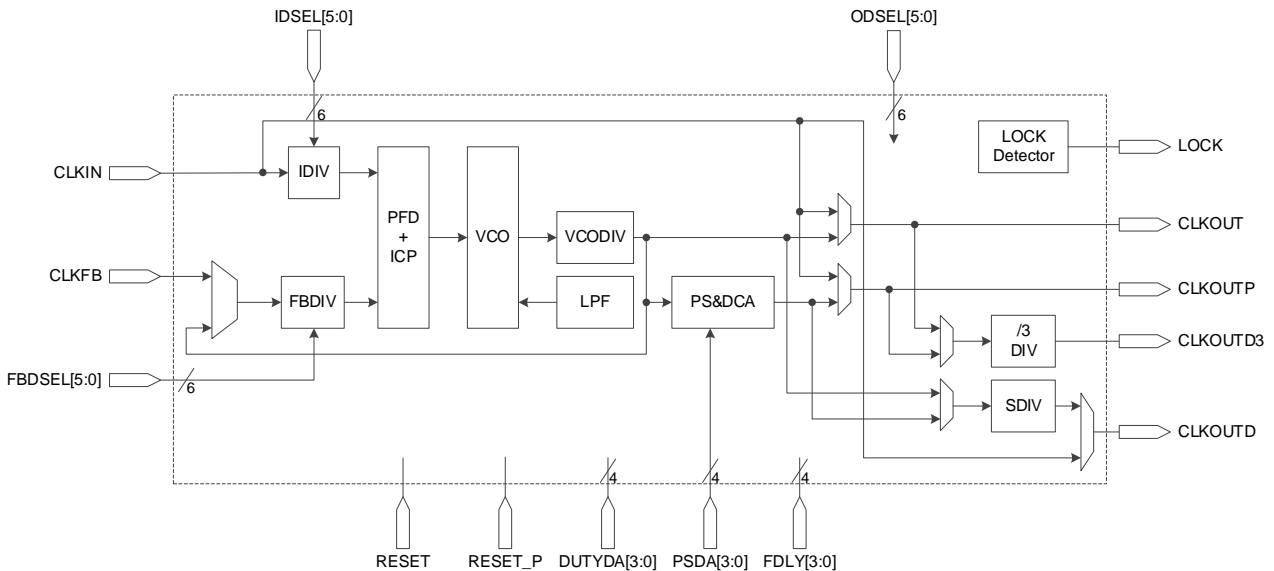 IDSEL[5:0]
ODSEL[5:0]
6
6
LOCK
Detector
LOCK
CLKIN
IDIV
PFD
+
ICP
VCO
VCODIV
CLKOUT
CLKFB
FBDIV
LPF
PS&DCA
CLKOUTP
/3
DIV
CLKOUTD3
FBDSEL[5:0]
6
SDIV
CLKOUTD
4
4
4
RESET
RESET_P
DUTYDA[3:0]
PSDA[3:0]
FDLY[3:0]